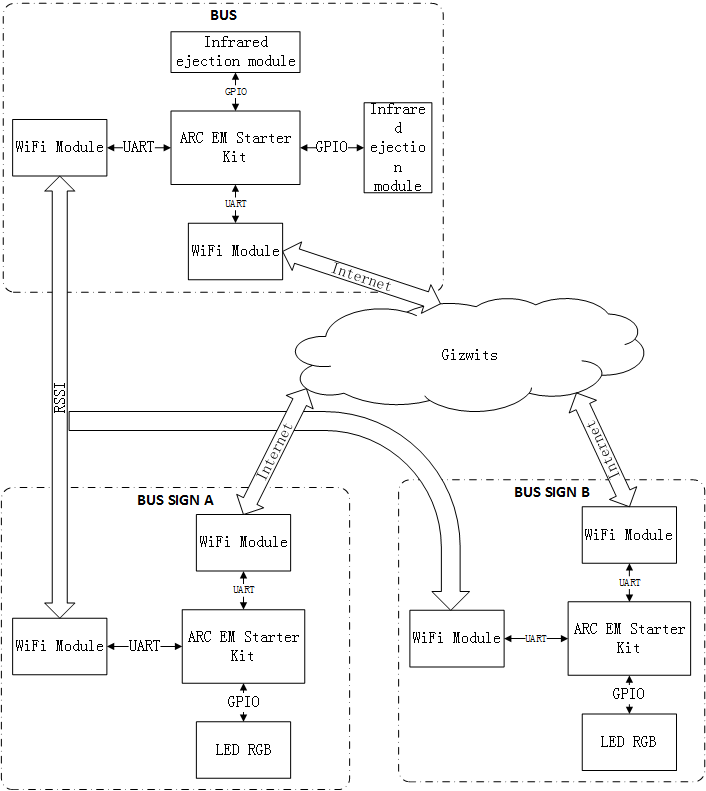 BUS
Infrared
ejection module
GPIO
WiFi Module
UART
ARC EM Starter
Kit
GPIO
Infrare
d
ejectio
n
module
UART
WiFi Module
Internet
Gizwits
RSSI
Internet
Internet
BUS SIGN A
WiFi Module
UART
WiFi Module
UART
ARC EM Starter
Kit
GPIO
LED RGB
BUS SIGN B
WiFi Module
UART
WiFi Module
UART
ARC EM Starter
Kit
GPIO
LED RGB